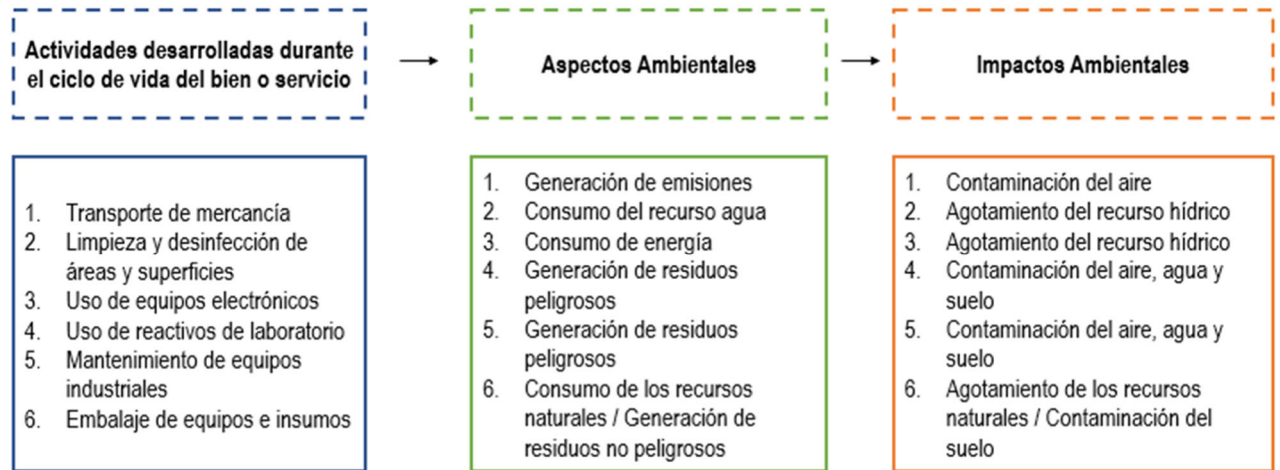 Actividades desarrolladas durante
el ciclo de vida del bien o servicio
Aspectos Ambientales
Impactos Ambientales
1. Transporte de mercancía
2. Limpieza y desinfección de
áreas y superficies
3. Uso de equipos electrónicos
4. Uso de reactivos de laboratorio
5. Mantenimiento de equipos
industriales
6. Embalaje de equipos e insumos
1. Generación de emisiones
2. Consumo del recurso agua
3. Consumo de energía
4. Generación de residuos
peligrosos
5. Generación de residuos
peligrosos
6. Consumo de los recursos
naturales / Generación de
residuos no peligrosos
1. Contaminación del aire
2. Agotamiento del recurso hídrico
3. Agotamiento del recurso hídrico
4. Contaminación del aire, agua y
suelo
5. Contaminación del aire, agua y
suelo
6. Agotamiento de los recursos
naturales / Contaminación del
suelo